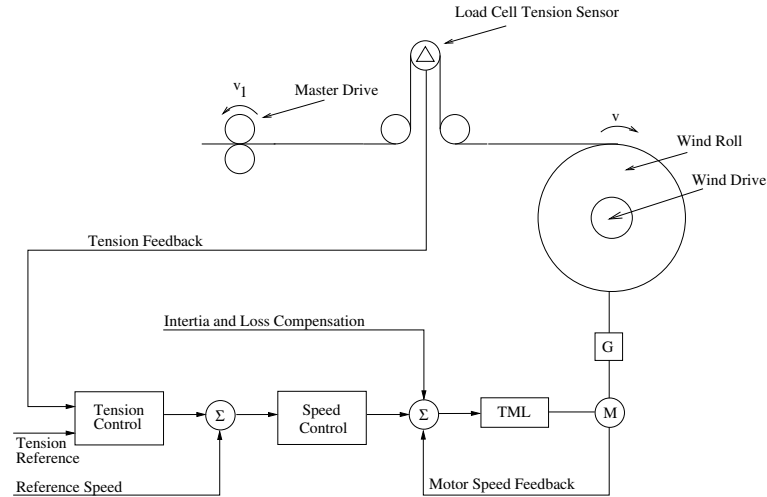 Load Cell Tension Sensor
v1
Master Drive
v
Wind Roll
Wind Drive
Tension Feedback
Intertia and Loss Compensation
G
Tension
Control
Σ
Speed
Control
Σ
TML
M
Tension
Reference
Reference Speed
Motor Speed Feedback